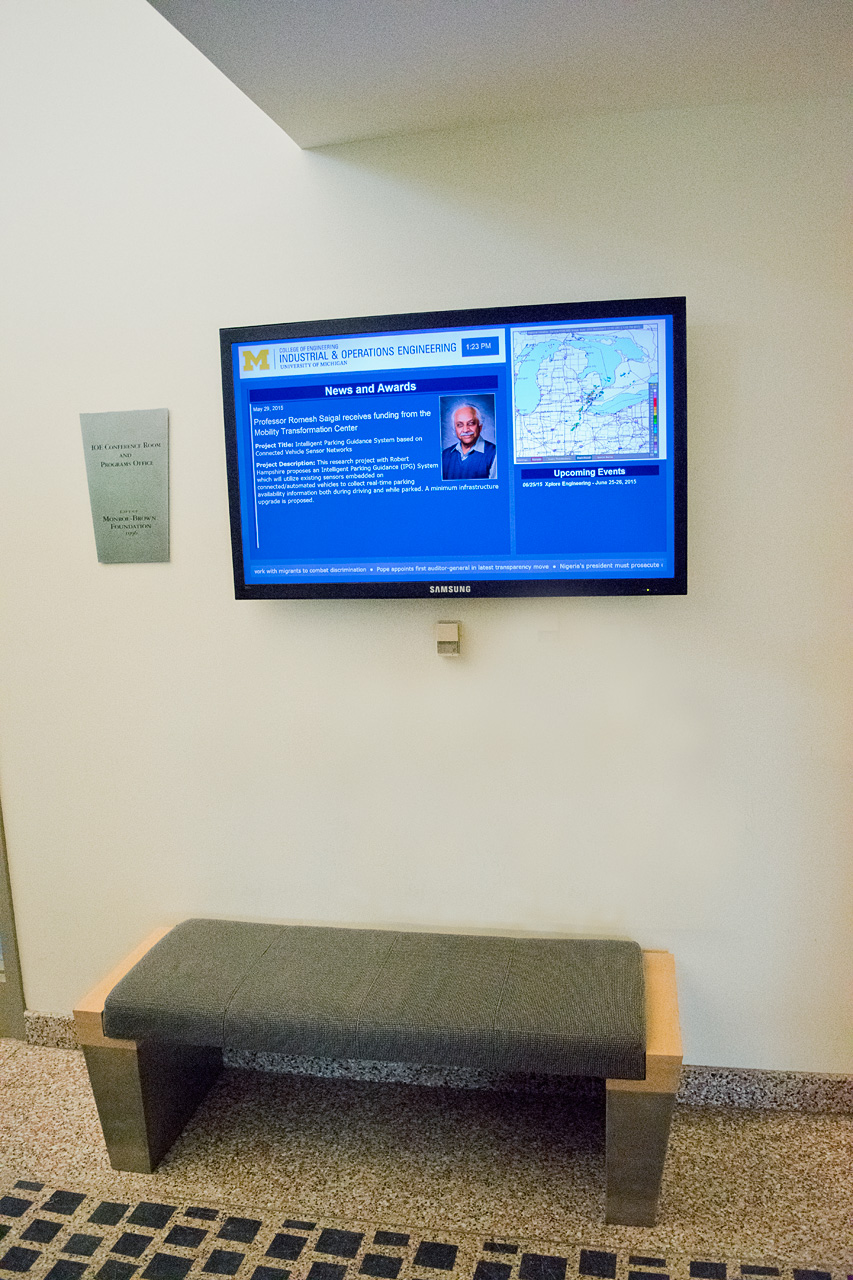 IOE CONFERENCE ROOM
AND
PROGRAMS OFFICE
GIFT OF
MONROE-BROWN
FOUNDATION
1996
M
COLLEGE OF ENGINEERING
INDUSTRIAL & OPERATIONS ENGINEERING
UNIVERSITY OF MICHIGAN
1:23 PM
News and Awards
May 29, 2015
Professor Romesh Saigal receives funding from the
Mobility Transformation Center
Project Title: Intelligent Parking Guidance System based on
Connected Vehicle Sensor Networks
Project Description: This research project with Robert
Hampshire proposes an Intelligent Parking Guidance (IPG) System
which will utilize existing sensors embedded on
connected/automated vehicles to collect real-time parking
availability information both during driving and while parked. A minimum infrastructure
upgrade is proposed.
Upcoming Events
06/25/15 Xplore Engineering - June 25-26, 2015
work with migrants to combat discrimination ● Pope appoints first auditor-general in latest transparency move ● Nigeria's president must prosecute
SAMSUNG